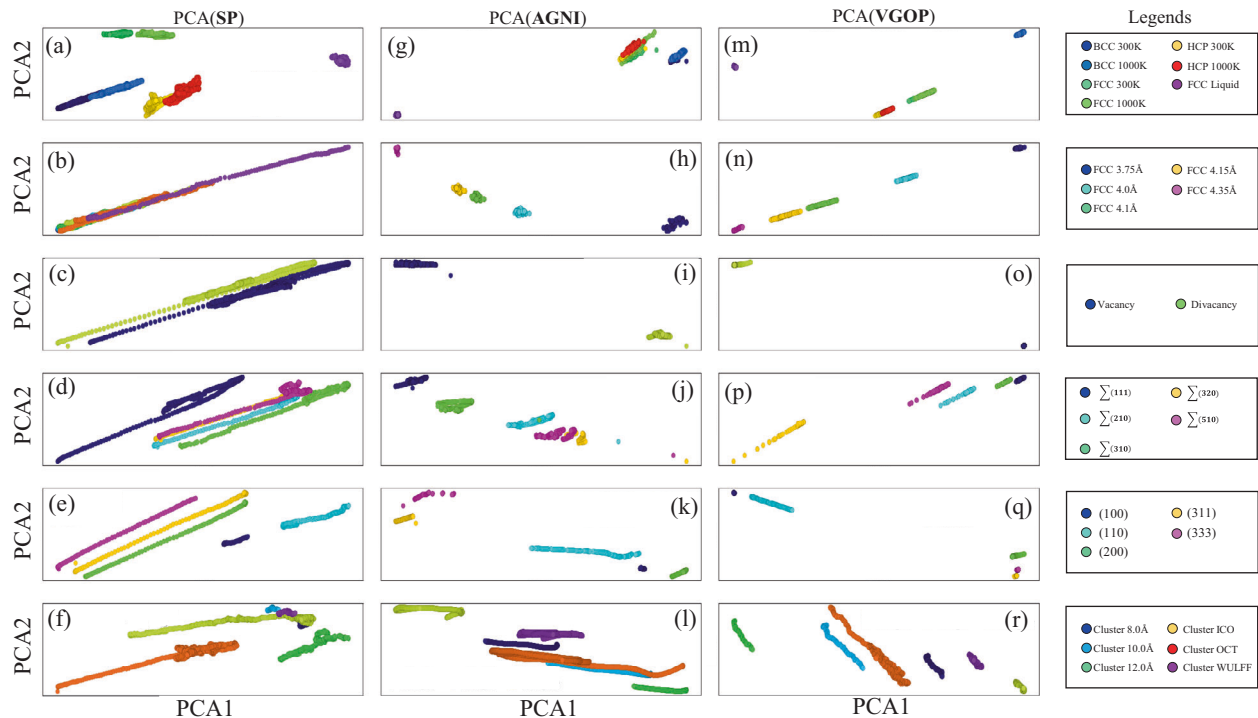 PCA(SP) PCA(AGNI) PCA(VGOP) Legends
PCA2 (a) (g) (m)
BCC 300K HCP 300K
BCC 1000K HCP 1000K
FCC 300K FCC Liquid
FCC 1000K
PCA2 (b) (h) (n)
FCC 3.75Å FCC 4.15Å
FCC 4.0Å FCC 4.35Å
FCC 4.1Å
PCA2 (c) (i) (o)
Vacancy Divacancy
PCA2 (d) (j) (p)
∑(111) ∑(320)
∑(210) ∑(510)
∑(310)
PCA2 (e) (k) (q)
(100) (311)
(110) (333)
(200)
PCA2 (f) (l) (r)
Cluster 8.0Å Cluster ICO
Cluster 10.0Å Cluster OCT
Cluster 12.0Å Cluster WULFF
PCA1 PCA1 PCA1